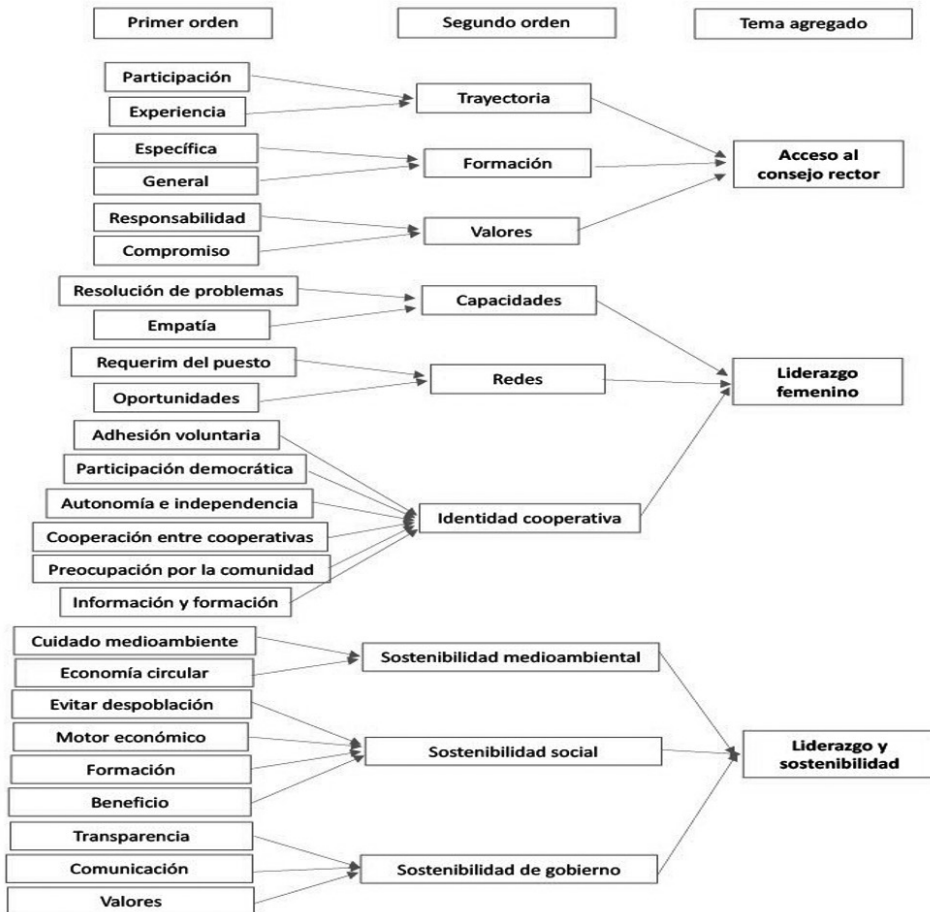 Primer orden
Segundo orden
Tema agregado
Participación
Experiencia
Trayectoria
Específica
General
Formación
Responsabilidad
Compromiso
Valores
Acceso al
consejo rector
Resolución de problemas
Empatía
Capacidades
Requerim del puesto
Oportunidades
Redes
Adhesión voluntaria
Participación democrática
Autonomía e independencia
Cooperación entre cooperativas
Preocupación por la comunidad
Información y formación
Identidad cooperativa
Liderazgo
femenino
Cuidado medioambiente
Economía circular
Sostenibilidad medioambiental
Evitar despoblación
Motor económico
Formación
Beneficio
Sostenibilidad social
Transparencia
Comunicación
Valores
Sostenibilidad de gobierno
Liderazgo y
sostenibilidad